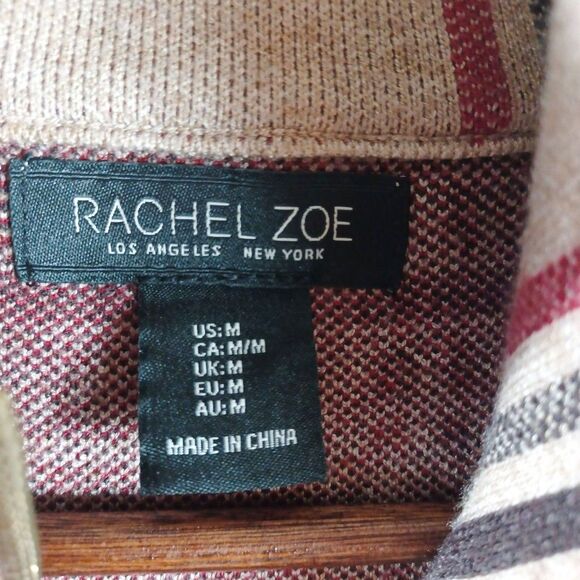 RACHEL ZOE
LOS ANGELES NEW YORK
US: M
CA: M/M
UK: M
EU: M
AU: M
MADE IN CHINA